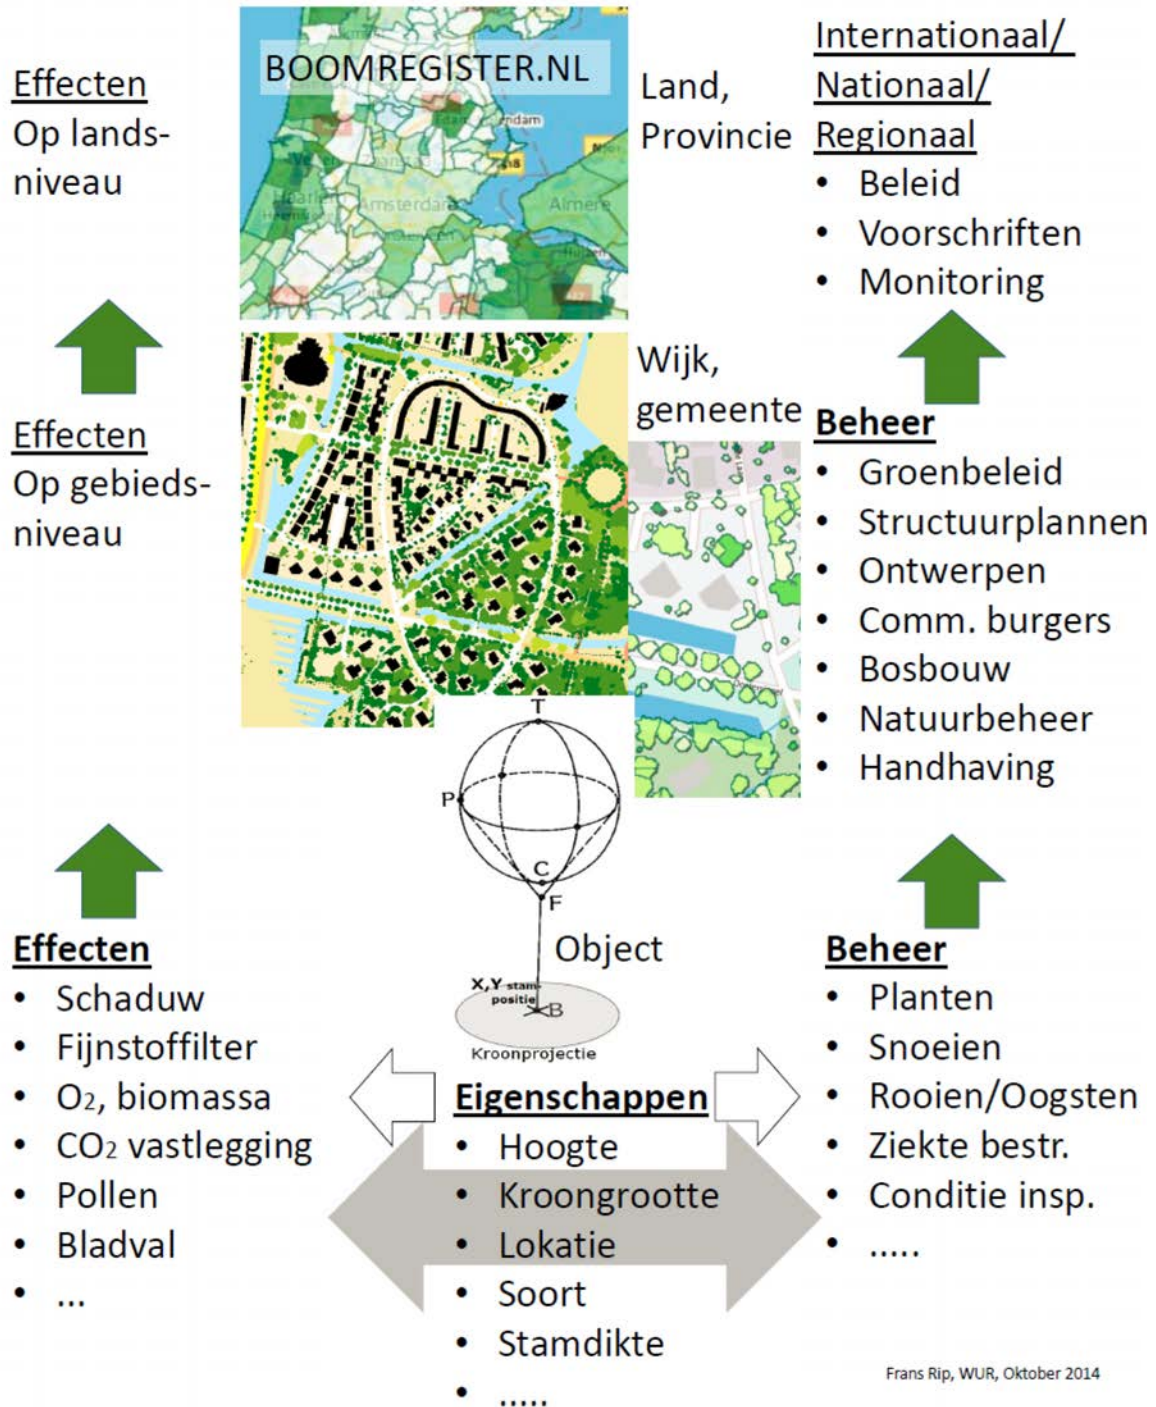 BOOMREGISTER.NL
Effecten
Op lands-
niveau
Land,
Provincie
Internationaal/
Nationaal/
Regionaal
• Beleid
• Voorschriften
• Monitoring
Amsterdam
Almere
Effecten
Op gebieds-
niveau
Wijk,
gemeente
Beheer
• Groenbeleid
• Structuurplannen
• Ontwerpen
• Comm. burgers
• Bosbouw
• Natuurbeheer
• Handhaving
T
P
C
F
Object
X,Y stam-
positie
B
Kroonprojectie
Effecten
• Schaduw
• Fijnstoffilter
• O2, biomassa
• CO2 vastlegging
• Pollen
• Bladval
• ...
Eigenschappen
• Hoogte
• Kroongrootte
• Lokatie
• Soort
• Stamdikte
• .....
Beheer
• Planten
• Snoeien
• Rooien/Oogsten
• Ziekte bestr.
• Conditie insp.
• .....
Frans Rip, WUR, Oktober 2014